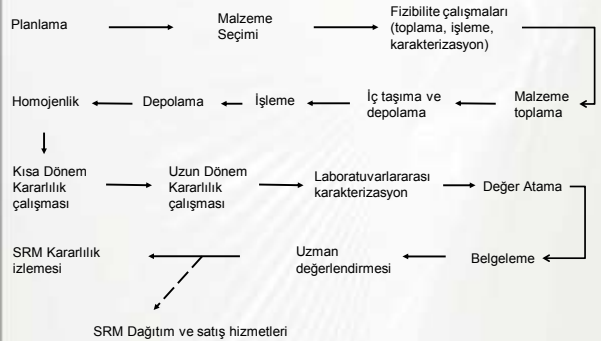 Planlama
Malzeme
Seçimi
Fizibilite çalışmaları
(toplama, işleme,
karakterizasyon)
Homojenlik
Depolama
İşleme
İç taşıma ve
depolama
Malzeme
toplama
Kısa Dönem
Kararlılık
çalışması
Uzun Dönem
Kararlılık
çalışması
Laboratuvarlararası
karakterizasyon
Değer Atama
SRM Kararlılık
izlemesi
Uzman
değerlendirmesi
Belgeleme
SRM Dağıtım ve satış hizmetleri